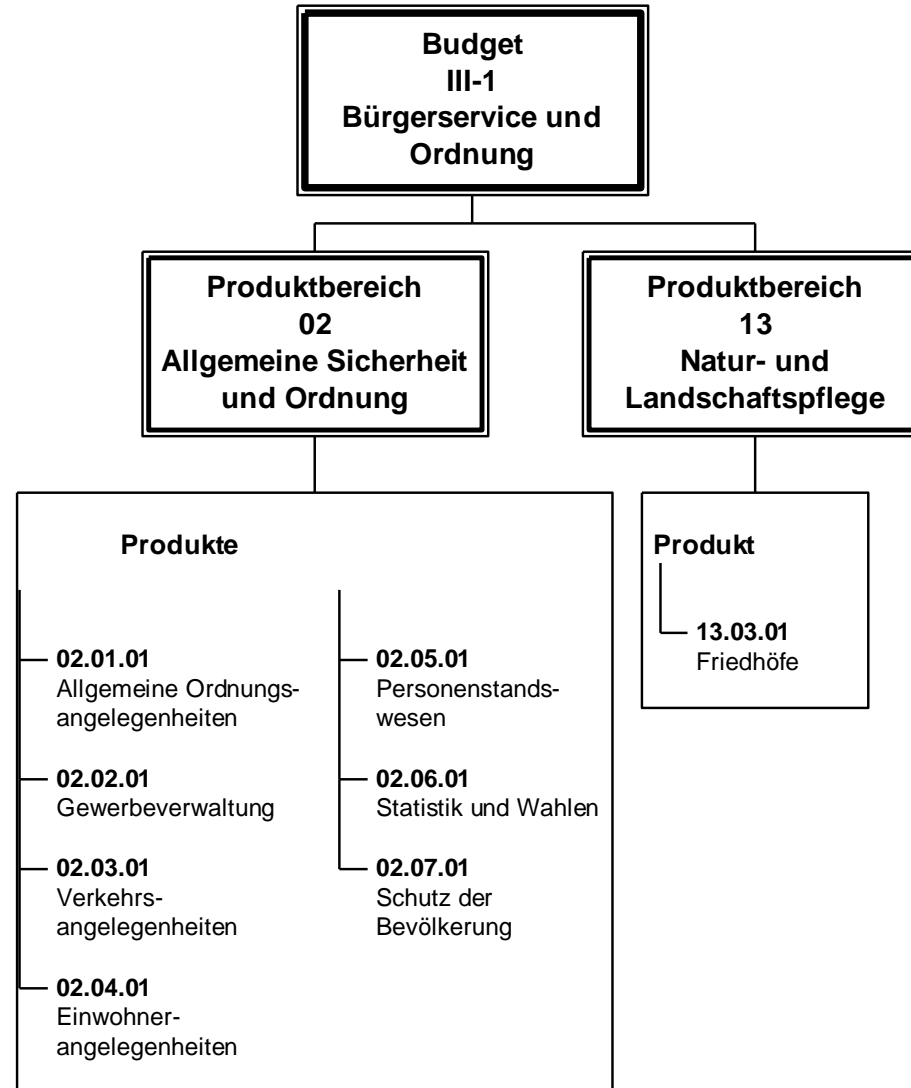 Budget
III-1
Bürgerservice und
Ordnung
Produktbereich
02
Allgemeine Sicherheit
und Ordnung
Produktbereich
13
Natur- und
Landschaftspflege
Produkte
02.01.01
Allgemeine Ordnungs-
angelegenheiten
02.02.01
Gewerbeverwaltung
02.03.01
Verkehrs-
angelegenheiten
02.04.01
Einwohner-
angelegenheiten
02.05.01
Personenstands-
wesen
02.06.01
Statistik und Wahlen
02.07.01
Schutz der
Bevölkerung
Produkt
13.03.01
Friedhöfe